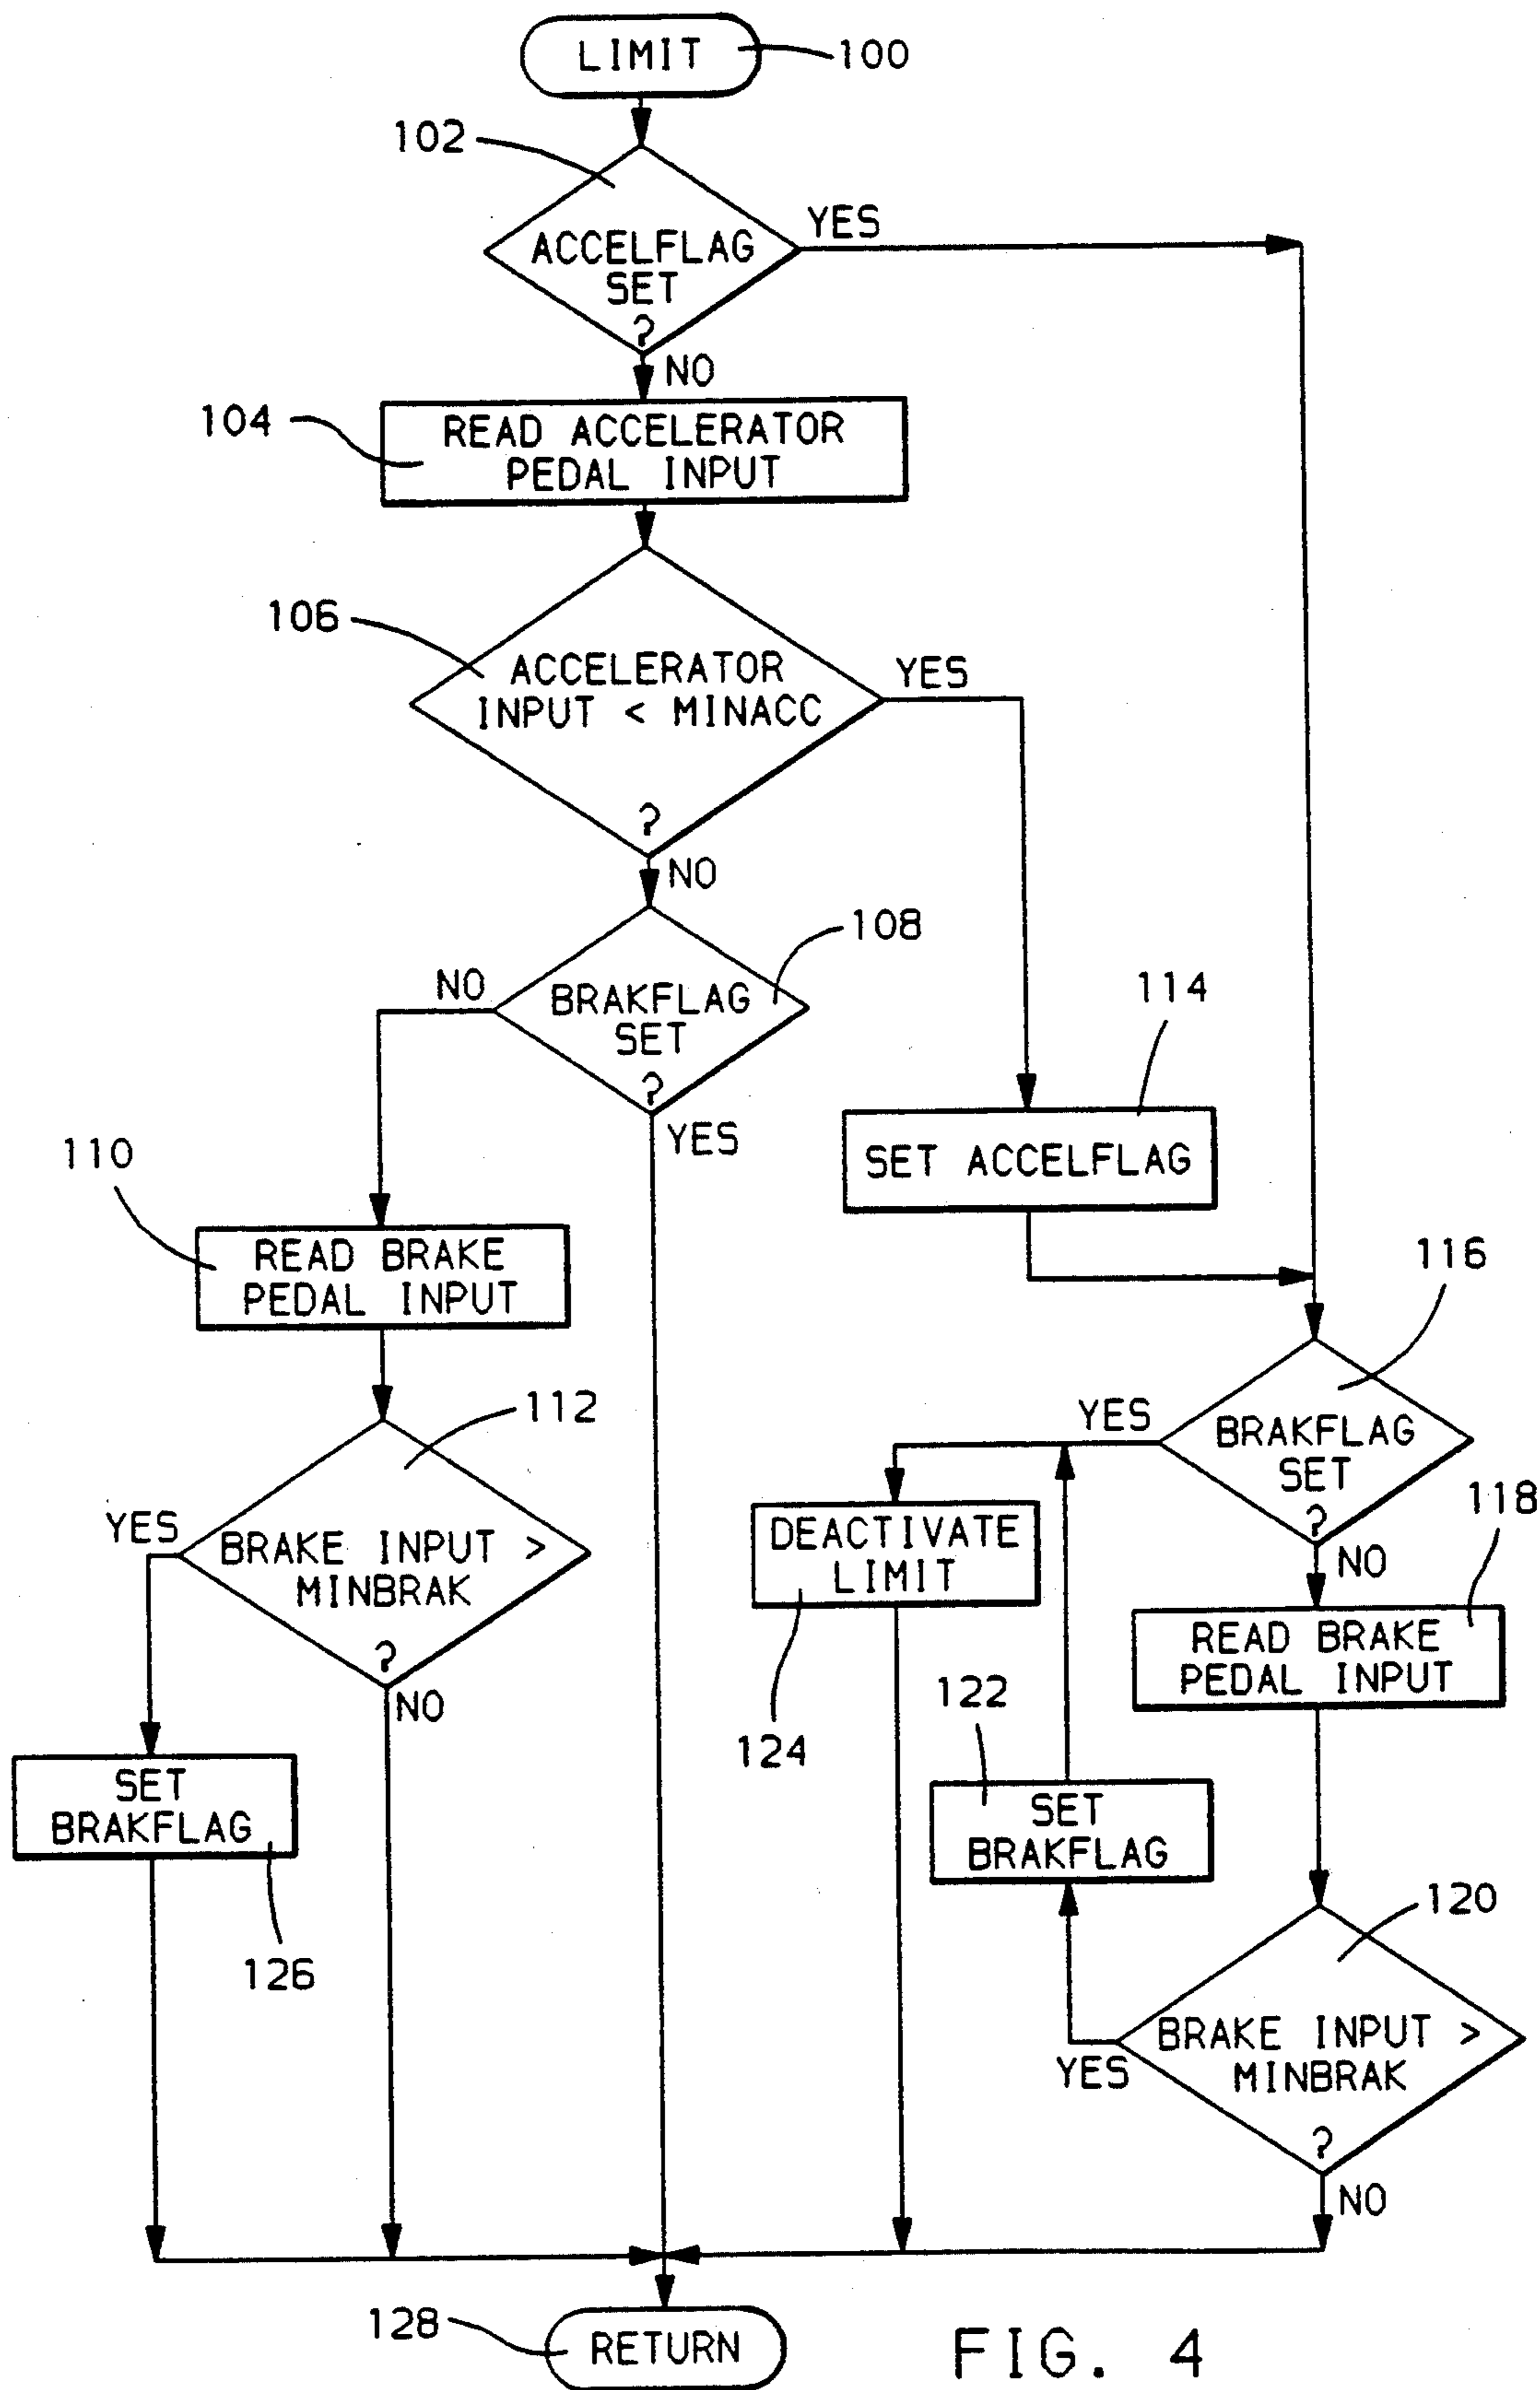 LIMIT
100
102
ACCELFLAG
SET
?
YES
NO
104
READ ACCELERATOR
PEDAL INPUT
106
ACCELERATOR
INPUT < MINACC
?
YES
NO
108
BRAKFLAG
SET
?
NO
YES
114
SET ACCELFLAG
110
READ BRAKE
PEDAL INPUT
116
BRAKFLAG
SET
?
YES
NO
112
BRAKE INPUT >
MINBRAK
?
YES
NO
DEACTIVATE
LIMIT
124
118
READ BRAKE
PEDAL INPUT
122
SET
BRAKFLAG
SET
BRAKFLAG
126
120
BRAKE INPUT >
MINBRAK
?
YES
NO
128
RETURN
FIG. 4